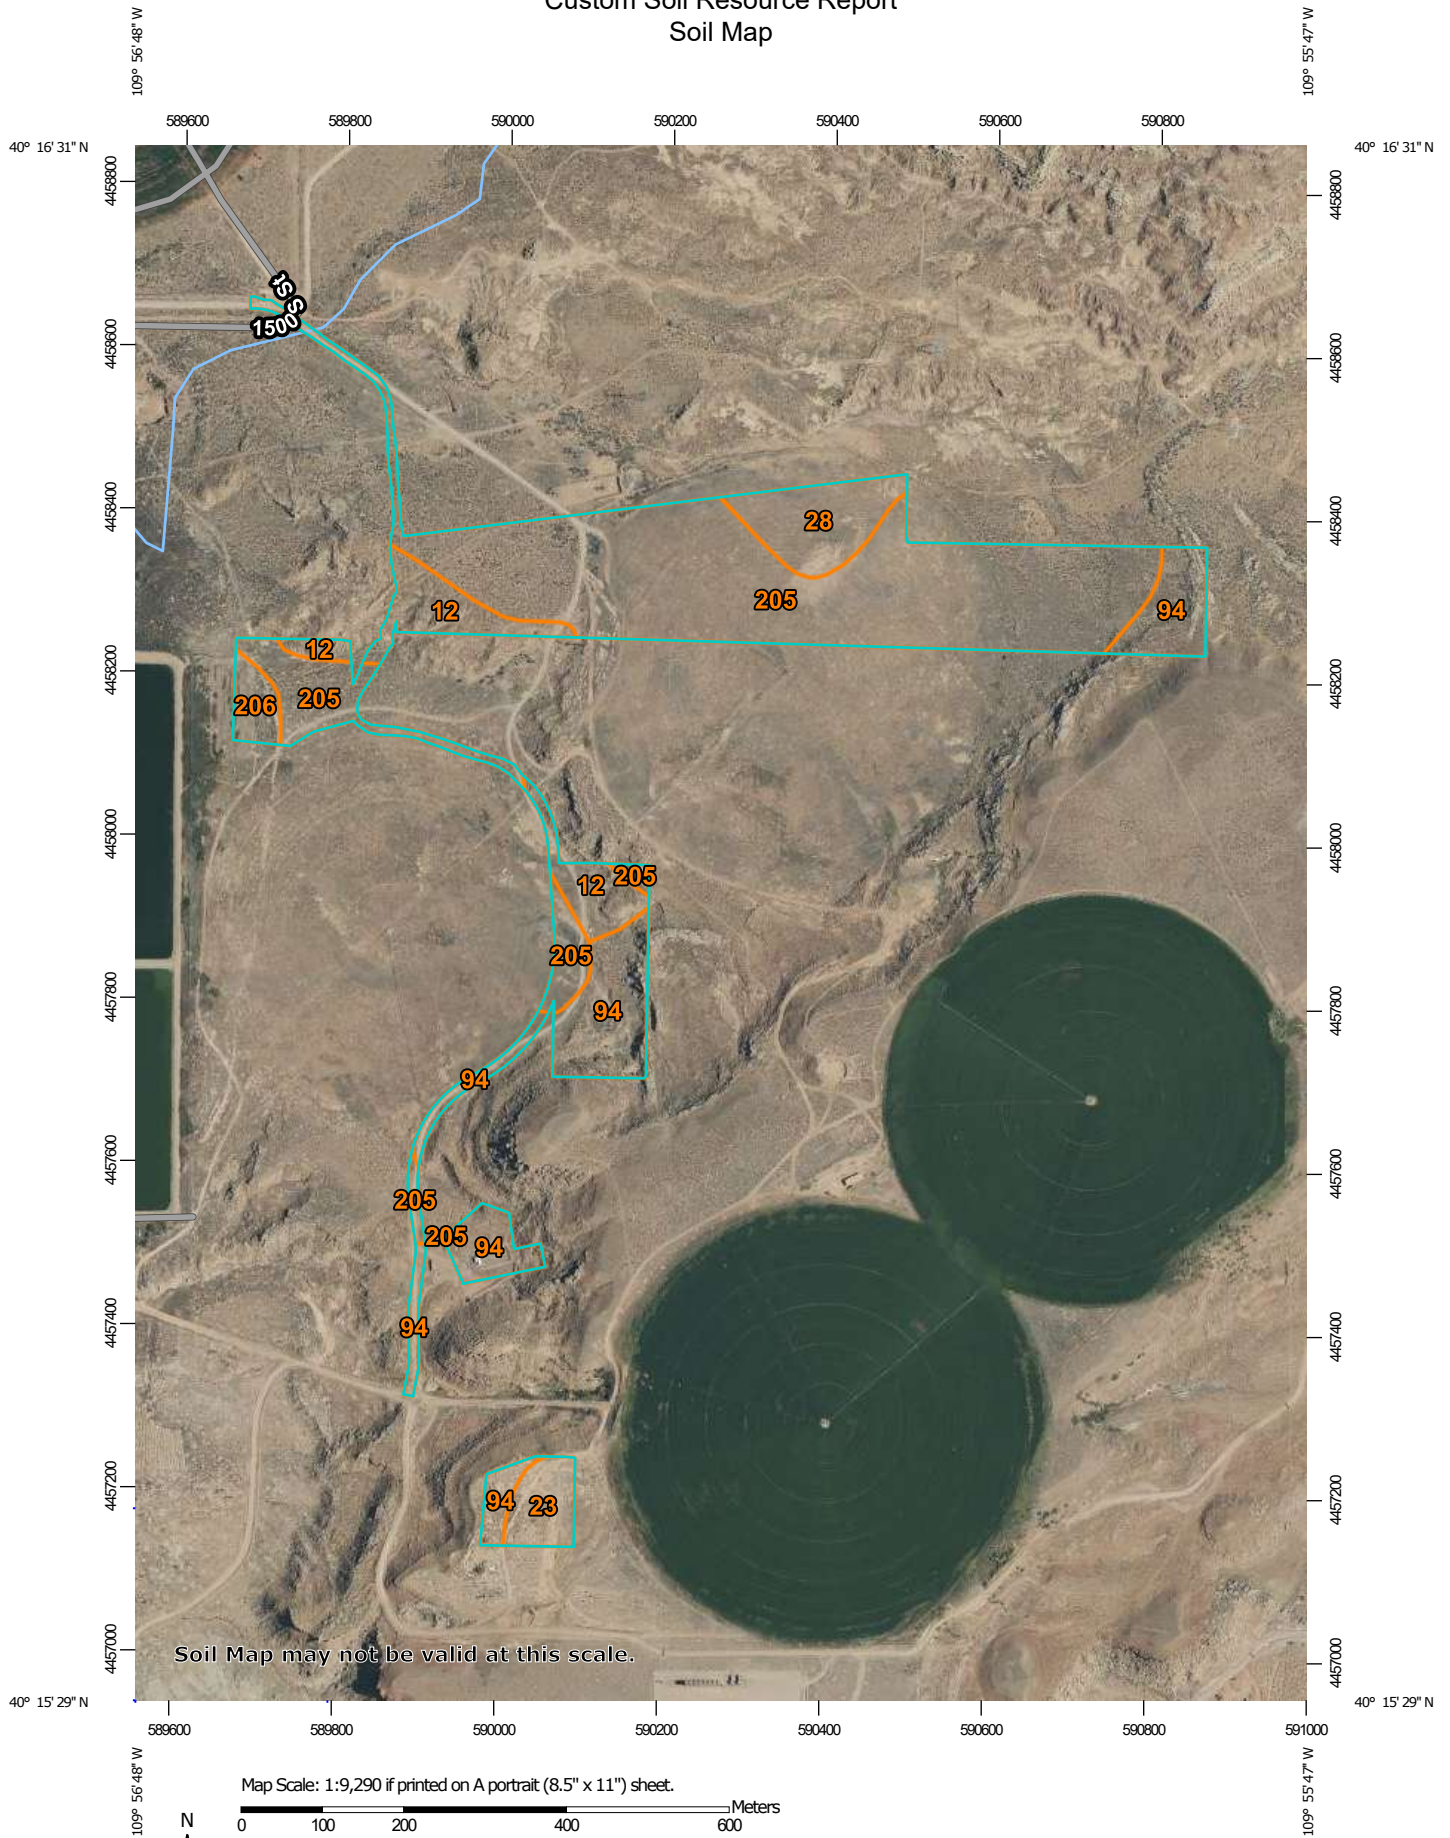 Custom Soil Resource Report
Soil Map
109° 56' 48" W
109° 55' 47" W
589600 589800 590000 590200 590400 590600 590800
40° 16' 31" N
40° 16' 31" N
4458800
4458800
S St
1500
4458600
4458600
4458400
4458400
28
205
12
94
12
4458200
4458200
206
205
4458000
4458000
205
12
205
4457800
4457800
94
94
4457600
4457600
205
205
94
4457400
4457400
94
4457200
4457200
94
23
4457000
4457000
Soil Map may not be valid at this scale.
40° 15' 29" N
40° 15' 29" N
589600 589800 590000 590200 590400 590600 590800 591000
109° 56' 48" W
109° 55' 47" W
Map Scale: 1:9,290 if printed on A portrait (8.5" x 11") sheet.
Meters
N
0 100 200 400 600